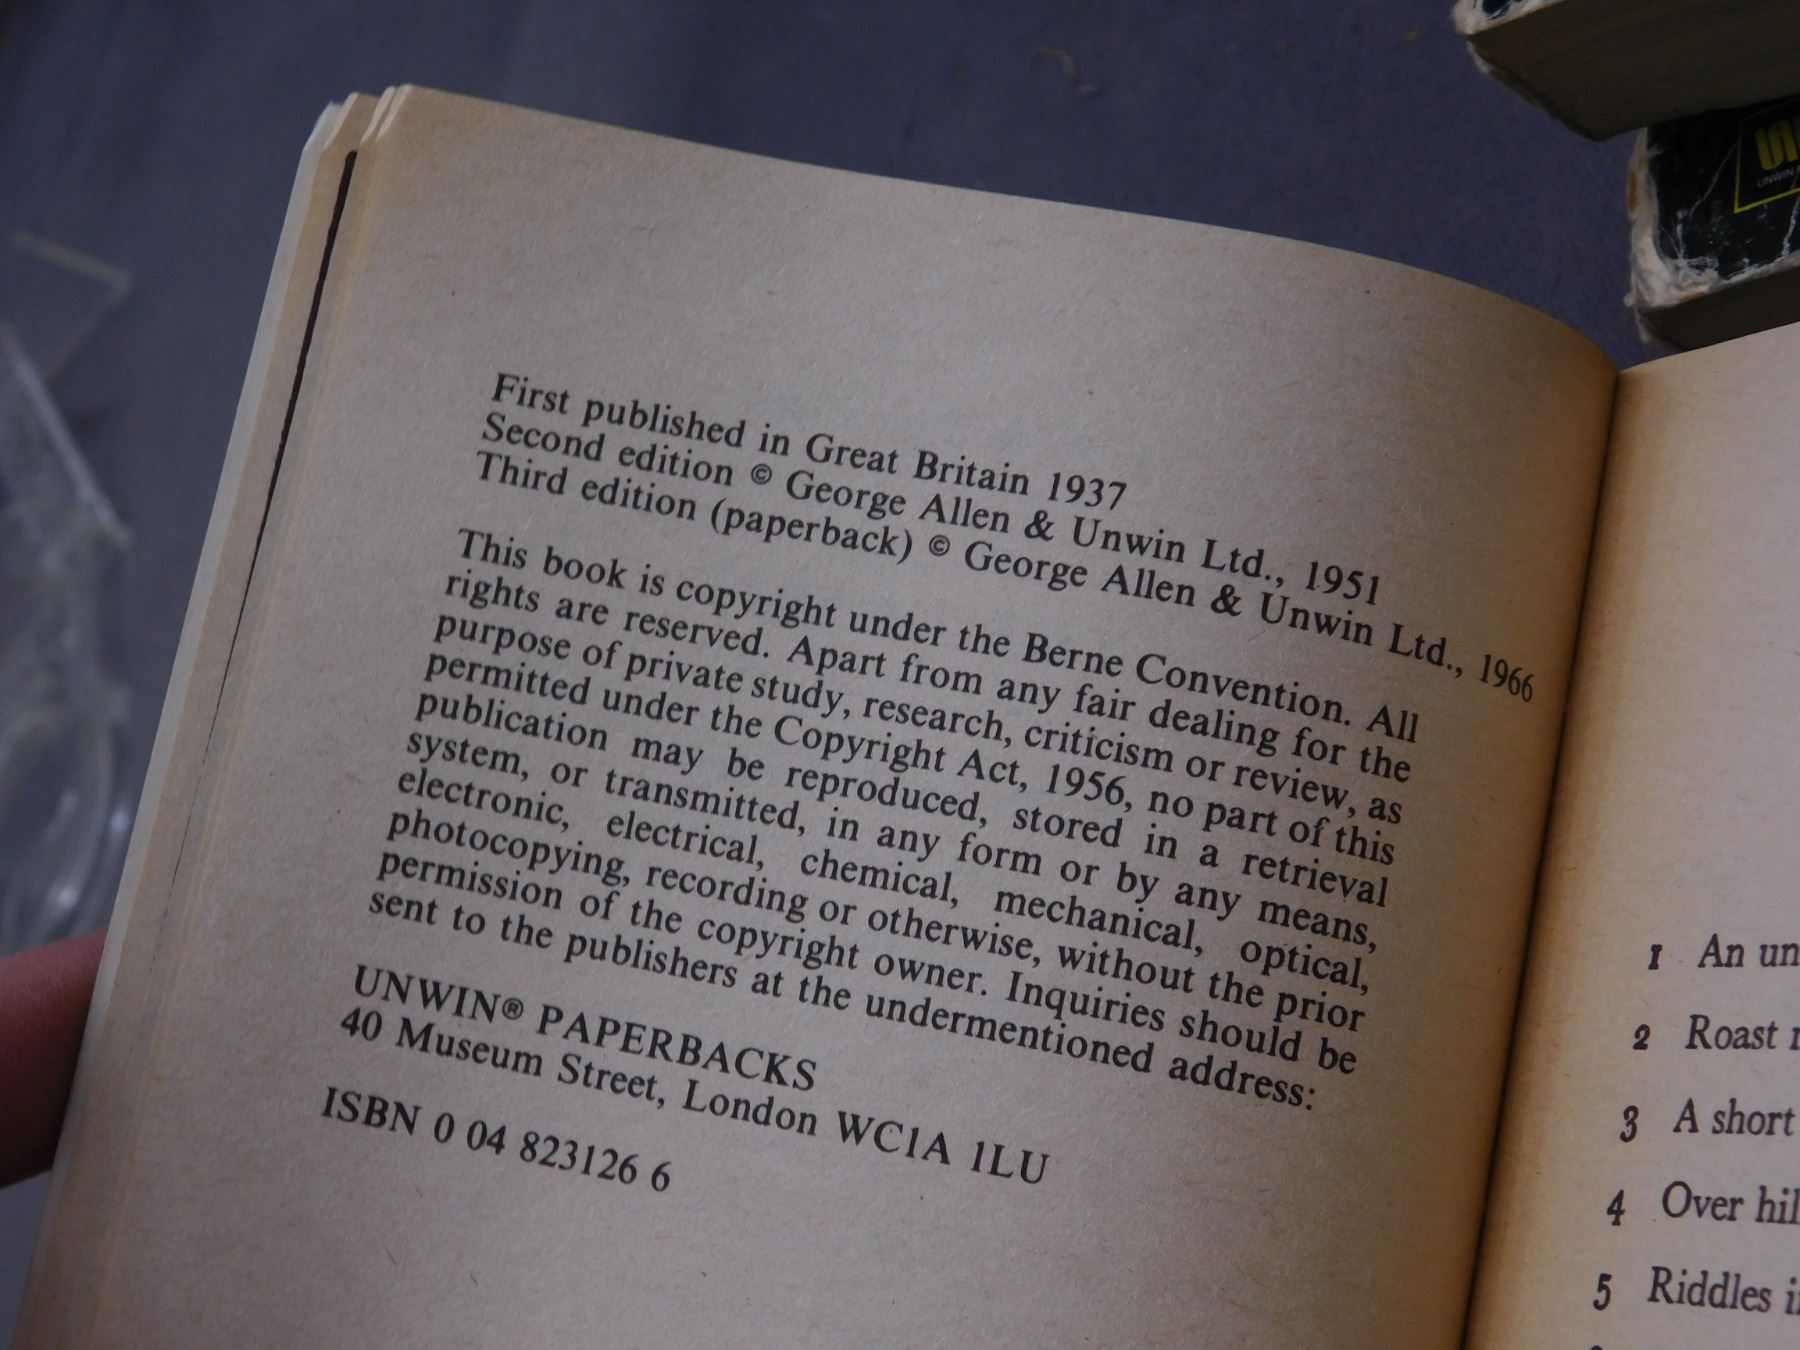 First published in Great Britain 1937
Second edition © George Allen & Unwin Ltd., 1951
Third edition (paperback) © George Allen & Unwin Ltd., 1966
This book is copyright under the Berne Convention. All
rights are reserved. Apart from any fair dealing for the
purpose of private study, research, criticism or review, as
permitted under the Copyright Act, 1956, no part of this
publication may be reproduced, stored in a retrieval
system, or transmitted, in any form or by any means,
electronic, electrical, chemical, mechanical, optical,
photocopying, recording or otherwise, without the prior
permission of the copyright owner. Inquiries should be
sent to the publishers at the undermentioned address:
UNWIN® PAPERBACKS
40 Museum Street, London WC1A 1LU
ISBN 0 04 823126 6
1 An
2 Roast
3 A short
4 Over
5 Riddles
UNWIN